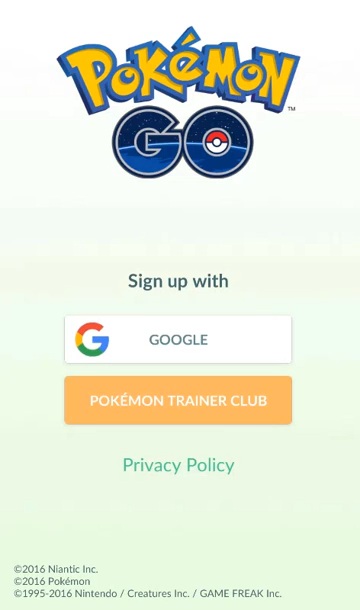 POKéMON
™
GO
Sign up with
GOOGLE
POKÉMON TRAINER CLUB
Privacy Policy
©2016 Niantic Inc.
©2016 Pokémon
©1995-2016 Nintendo / Creatures Inc. / GAME FREAK Inc.